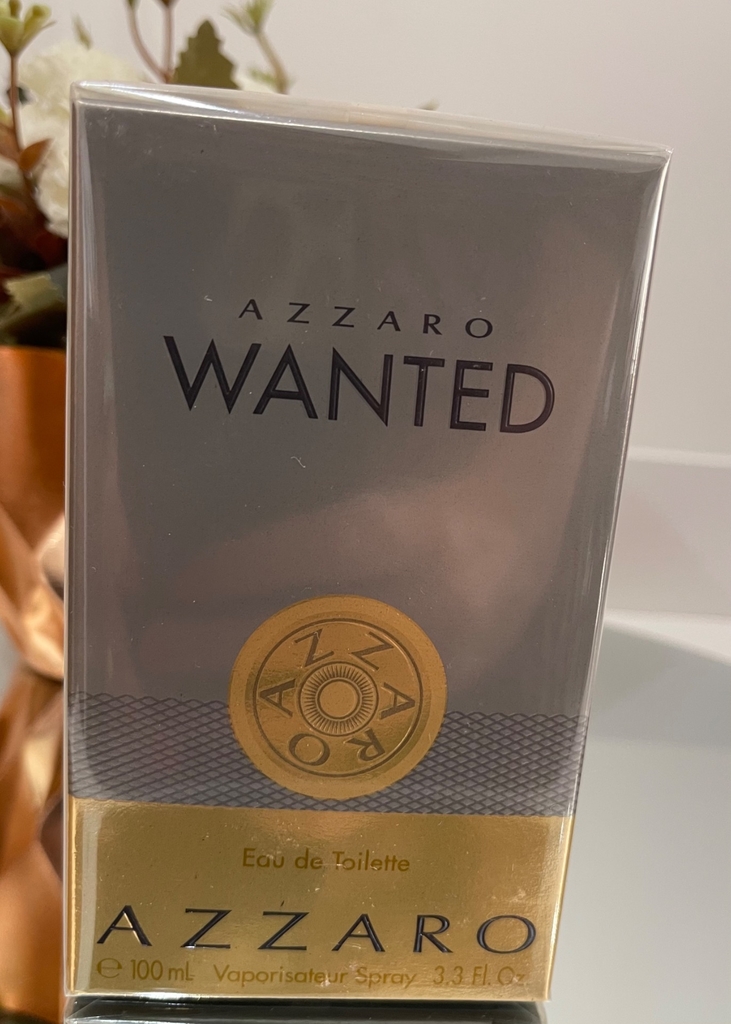 AZZARO
WANTED
AZZARO
Eau de Toilette
AZZARO
℮ 100 mL Vaporisateur Spray 3.3 Fl. Oz